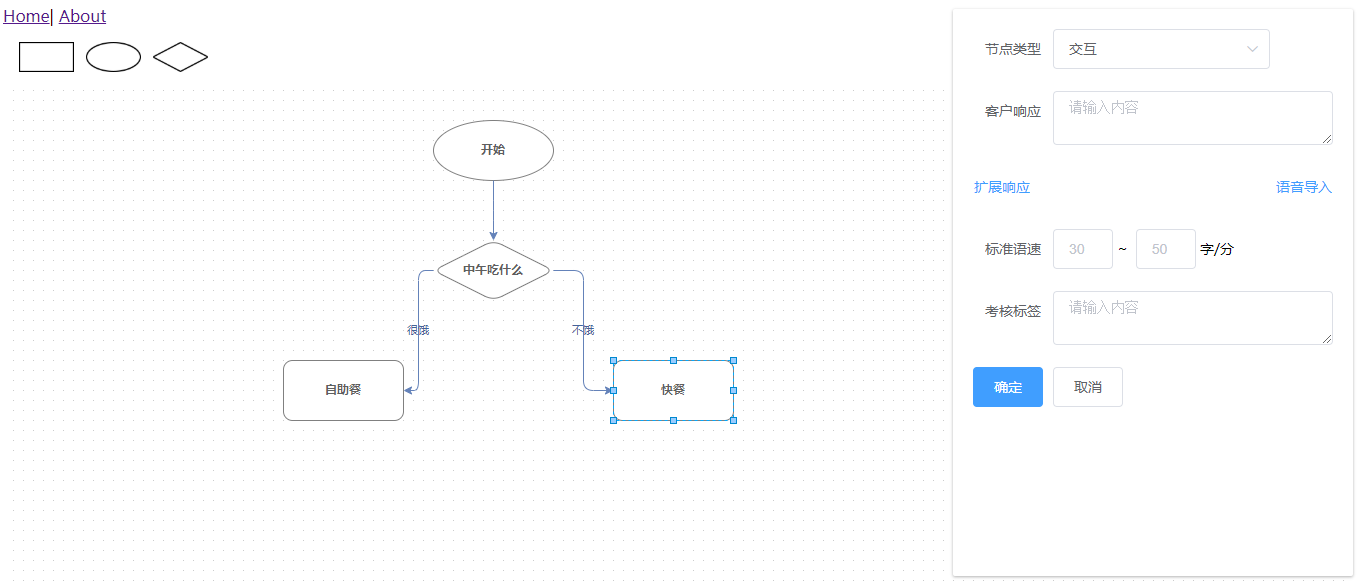 Home| About
开始
中午吃什么
很饿
不饿
自助餐
快餐
节点类型
交互
客户响应
请输入内容
扩展响应
语音导入
标准语速
30 ~ 50 字/分
考核标签
请输入内容
确定
取消